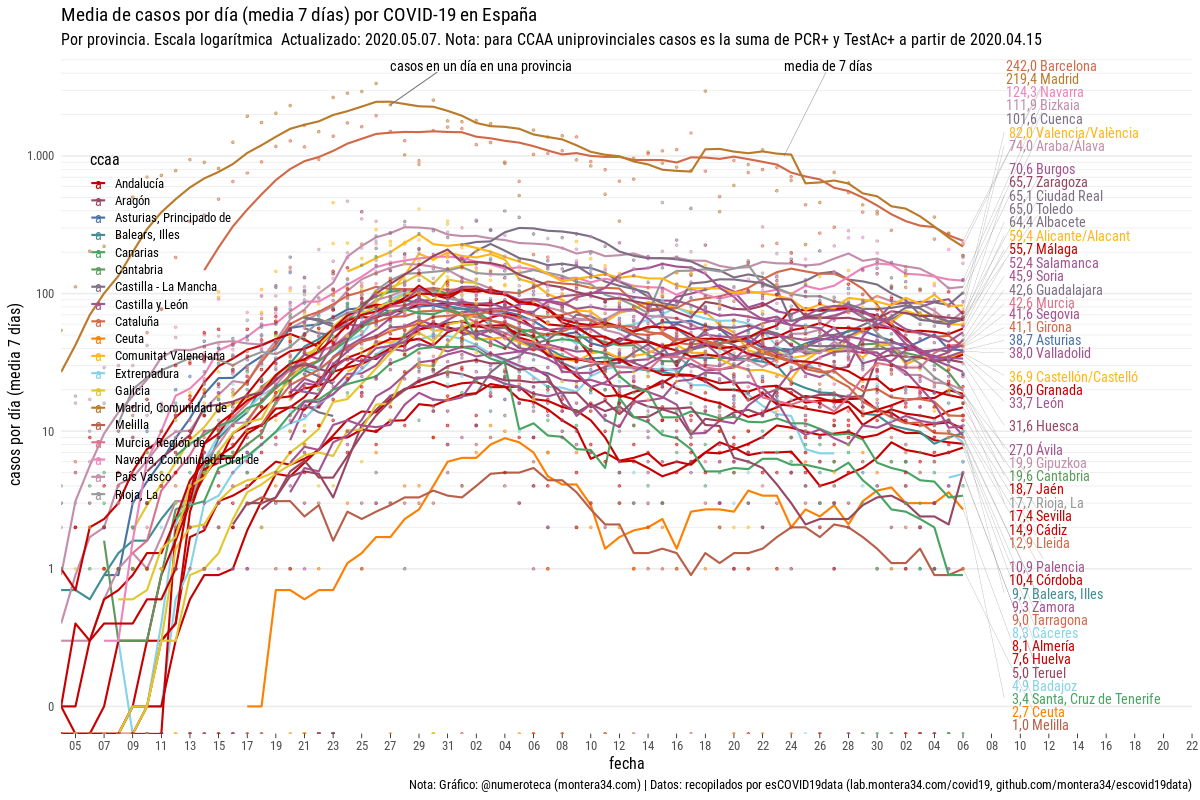 Media de casos por día (media 7 días) por COVID-19 en España
Por provincia. Escala logarítmica  Actualizado: 2020.05.07. Nota: para CCAA uniprovinciales casos es la suma de PCR+ y TestAc+ a partir de 2020.04.15
casos en un día en una provincia
media de 7 días
casos por día (media 7 días)
1.000
100
10
1
0
ccaa
Andalucía
Aragón
Asturias, Principado de
Balears, Illes
Canarias
Cantabria
Castilla - La Mancha
Castilla y León
Cataluña
Ceuta
Comunitat Valenciana
Extremadura
Galicia
Madrid, Comunidad de
Melilla
Murcia, Región de
Navarra, Comunidad Foral de
País Vasco
Rioja, La
242,0 Barcelona
219,4 Madrid
124,3 Navarra
111,9 Bizkaia
101,6 Cuenca
82,0 Valencia/València
74,0 Araba/Álava
70,6 Burgos
65,7 Zaragoza
65,1 Ciudad Real
65,0 Toledo
64,4 Albacete
59,4 Alicante/Alacant
55,7 Málaga
52,4 Salamanca
45,9 Soria
42,6 Guadalajara
42,6 Murcia
41,6 Segovia
41,1 Girona
38,7 Asturias
38,0 Valladolid
36,9 Castellón/Castelló
36,0 Granada
33,7 León
31,6 Huesca
27,0 Ávila
19,9 Gipuzkoa
19,6 Cantabria
18,7 Jaén
17,7 Rioja, La
17,4 Sevilla
14,9 Cádiz
12,9 Lleida
10,9 Palencia
10,4 Córdoba
9,7 Balears, Illes
9,3 Zamora
9,0 Tarragona
8,8 Cáceres
8,1 Almería
7,6 Huelva
5,0 Teruel
4,9 Badajoz
3,4 Santa, Cruz de Tenerife
2,7 Ceuta
1,0 Melilla
05 07 09 11 13 15 17 19 21 23 25 27 29 31 02 04 06 08 10 12 14 16 18 20 22 24 26 28 30 02 04 06 08 10 12 14 16 18 20 22
fecha
Nota: Gráfico: @numeroteca (montera34.com) | Datos: recopilados por esCOVID19data (lab.montera34.com/covid19, github.com/montera34/escovid19data)